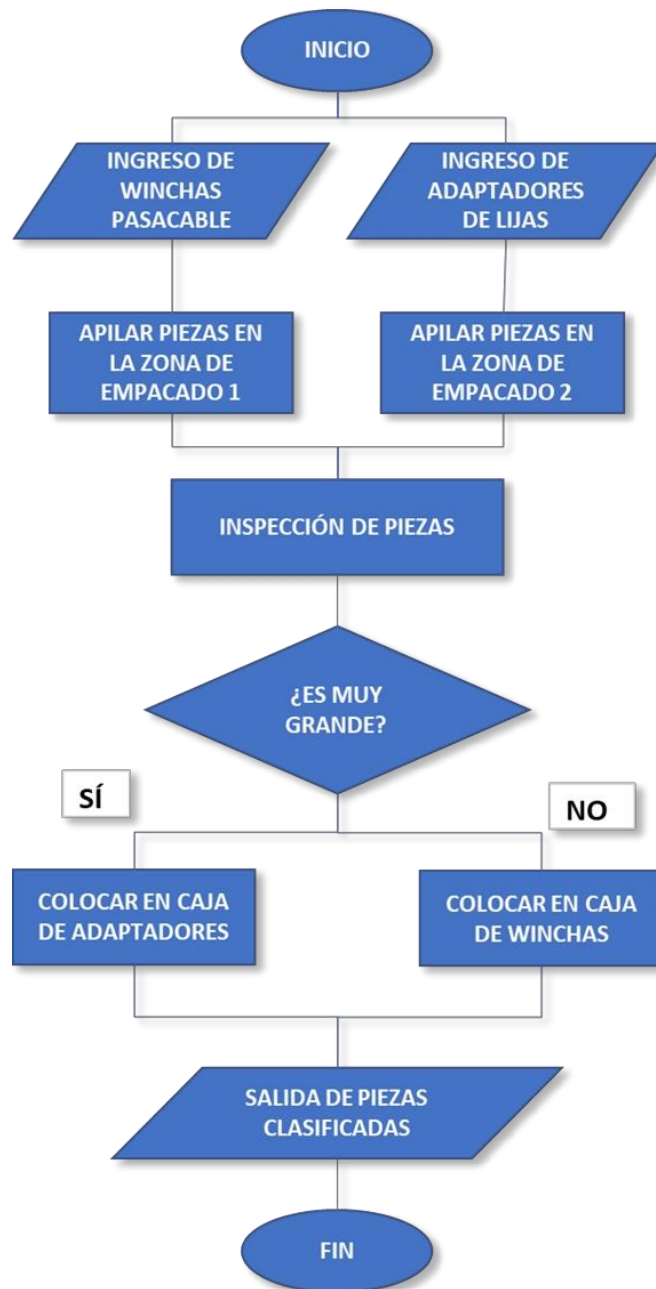 INICIO
INGRESO DE
WINCHAS
PASACABLE
INGRESO DE
ADAPTADORES
DE LIJAS
APILAR PIEZAS EN
LA ZONA DE
EMPACADO 1
APILAR PIEZAS EN
LA ZONA DE
EMPACADO 2
INSPECCIÓN DE PIEZAS
¿ES MUY
GRANDE?
SÍ
NO
COLOCAR EN CAJA
DE ADAPTADORES
COLOCAR EN CAJA
DE WINCHAS
SALIDA DE PIEZAS
CLASIFICADAS
FIN